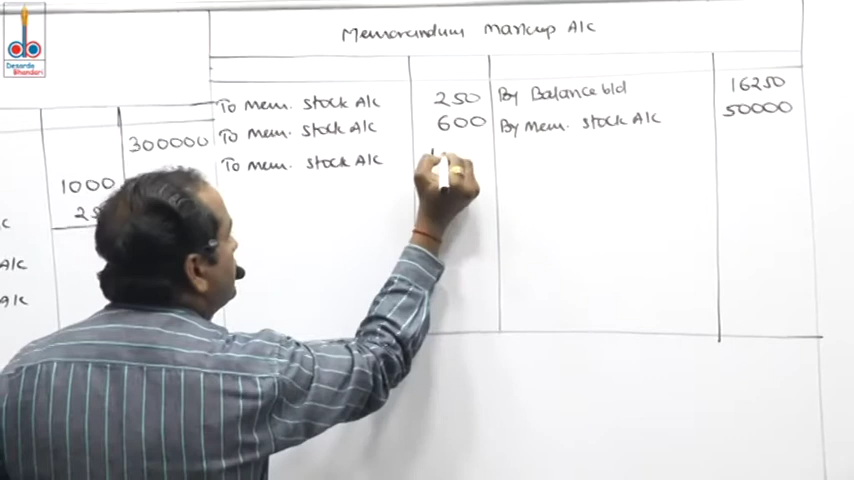 Desarda
Bhandari
Memorandum Markup A/c
To Mem. Stock A/c 250 By Balance b/d 16250
To Mem. Stock A/c 600 By Mem. Stock A/c 50000
To Mem. Stock A/c
300000
1000
A/c
A/c